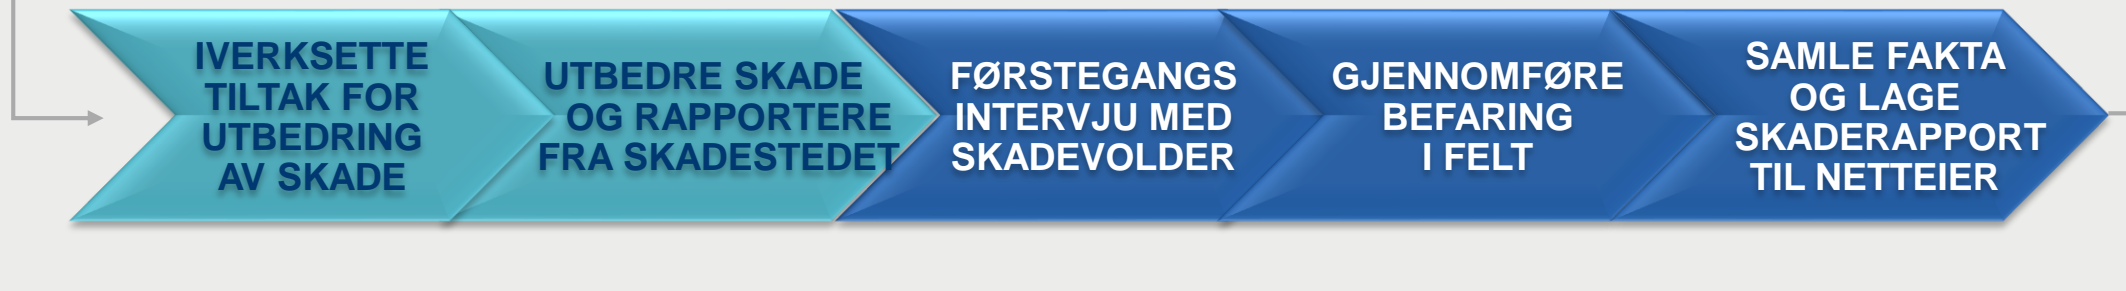 IVERKSETTE
TILTAK FOR
UTBEDRING
AV SKADE
UTBEDRE SKADE
OG RAPPORTERE
FRA SKADESTEDET
FØRSTEGANGS
INTERVJU MED
SKADEVOLDER
GJENNOMFØRE
BEFARING
I FELT
SAMLE FAKTA
OG LAGE
SKADERAPPORT
TIL NETTEIER